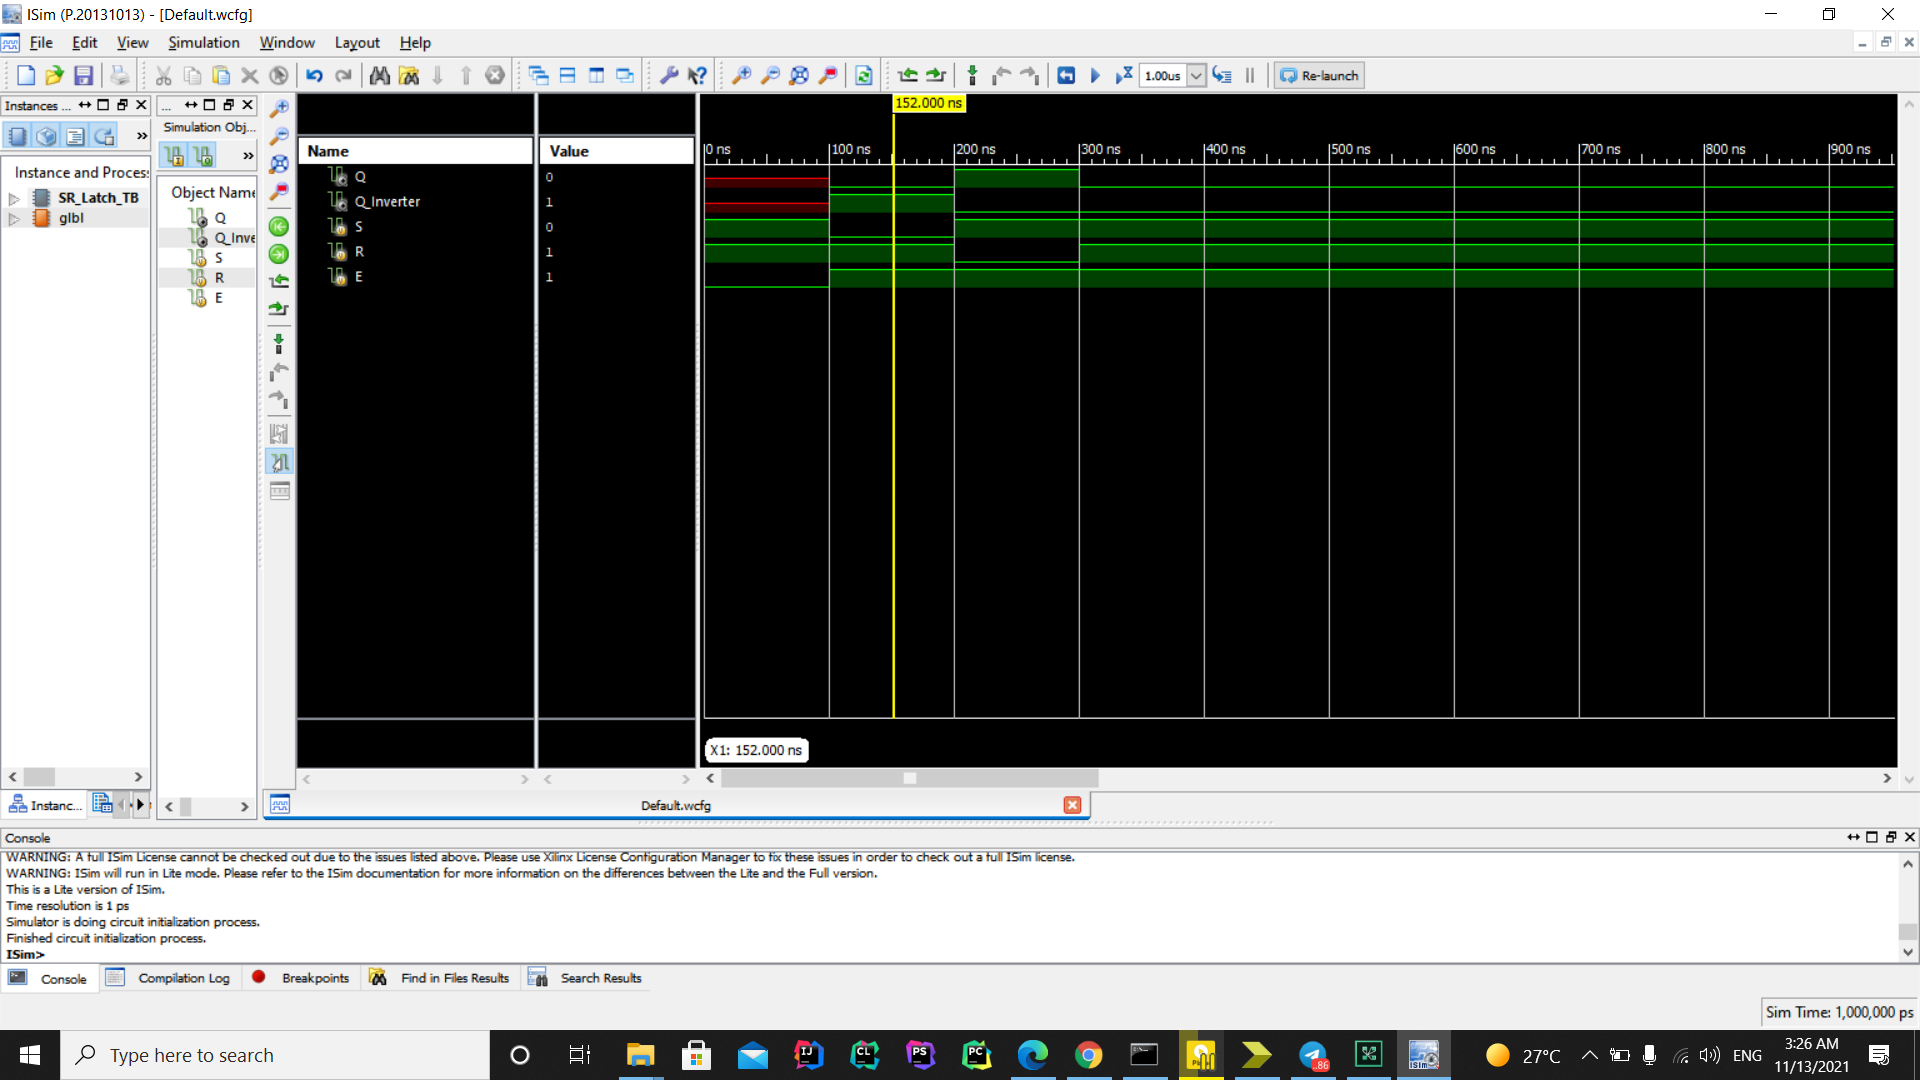 ISim (P.20131013) - [Default.wcfg]
File Edit View Simulation Window Layout Help
1.00us
Re-launch
Instances ...
...
Simulation Obj...
Instance and Proces
SR_Latch_TB
glbl
Object Name
Q
Q_Inve
S
R
E
Name Value
Q 0
Q_Inverter 1
S 0
R 1
E 1
152.000 ns
0 ns 100 ns 200 ns 300 ns 400 ns 500 ns 600 ns 700 ns 800 ns 900 ns
X1: 152.000 ns
Instanc...
Default.wcfg
Console
WARNING: A full ISim License cannot be checked out due to the issues listed above. Please use Xilinx License Configuration Manager to fix these issues in order to check out a full ISim license.
WARNING: ISim will run in Lite mode. Please refer to the ISim documentation for more information on the differences between the Lite and the Full version.
This is a Lite version of ISim.
Time resolution is 1 ps
Simulator is doing circuit initialization process.
Finished circuit initialization process.
ISim>
Console Compilation Log Breakpoints Find in Files Results Search Results
Sim Time: 1,000,000 ps
Type here to search
IJ
CL
PS
PC
.86
ISim
27°C
ENG
3:26 AM
11/13/2021